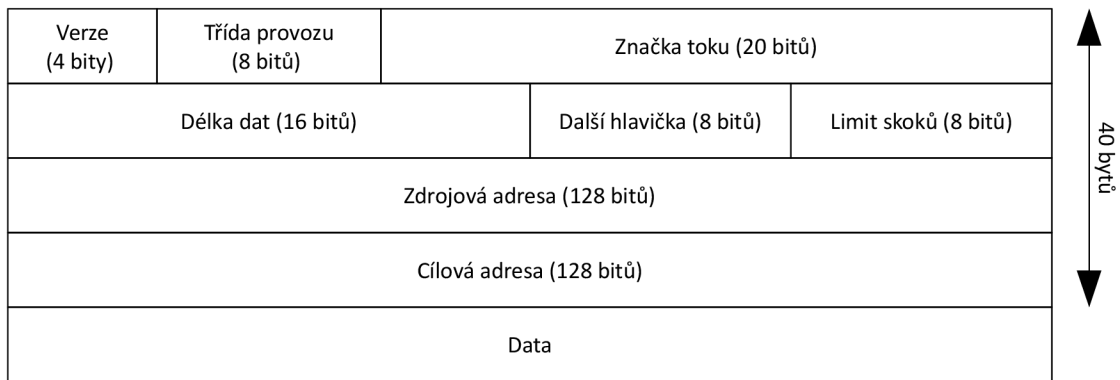 Verze
(4 bity)
Třída provozu
(8 bitů)
Značka toku (20 bitů)
Délka dat (16 bitů)
Další hlavička (8 bitů)
Limit skoků (8 bitů)
Zdrojová adresa (128 bitů)
Cílová adresa (128 bitů)
Data
40 bytů